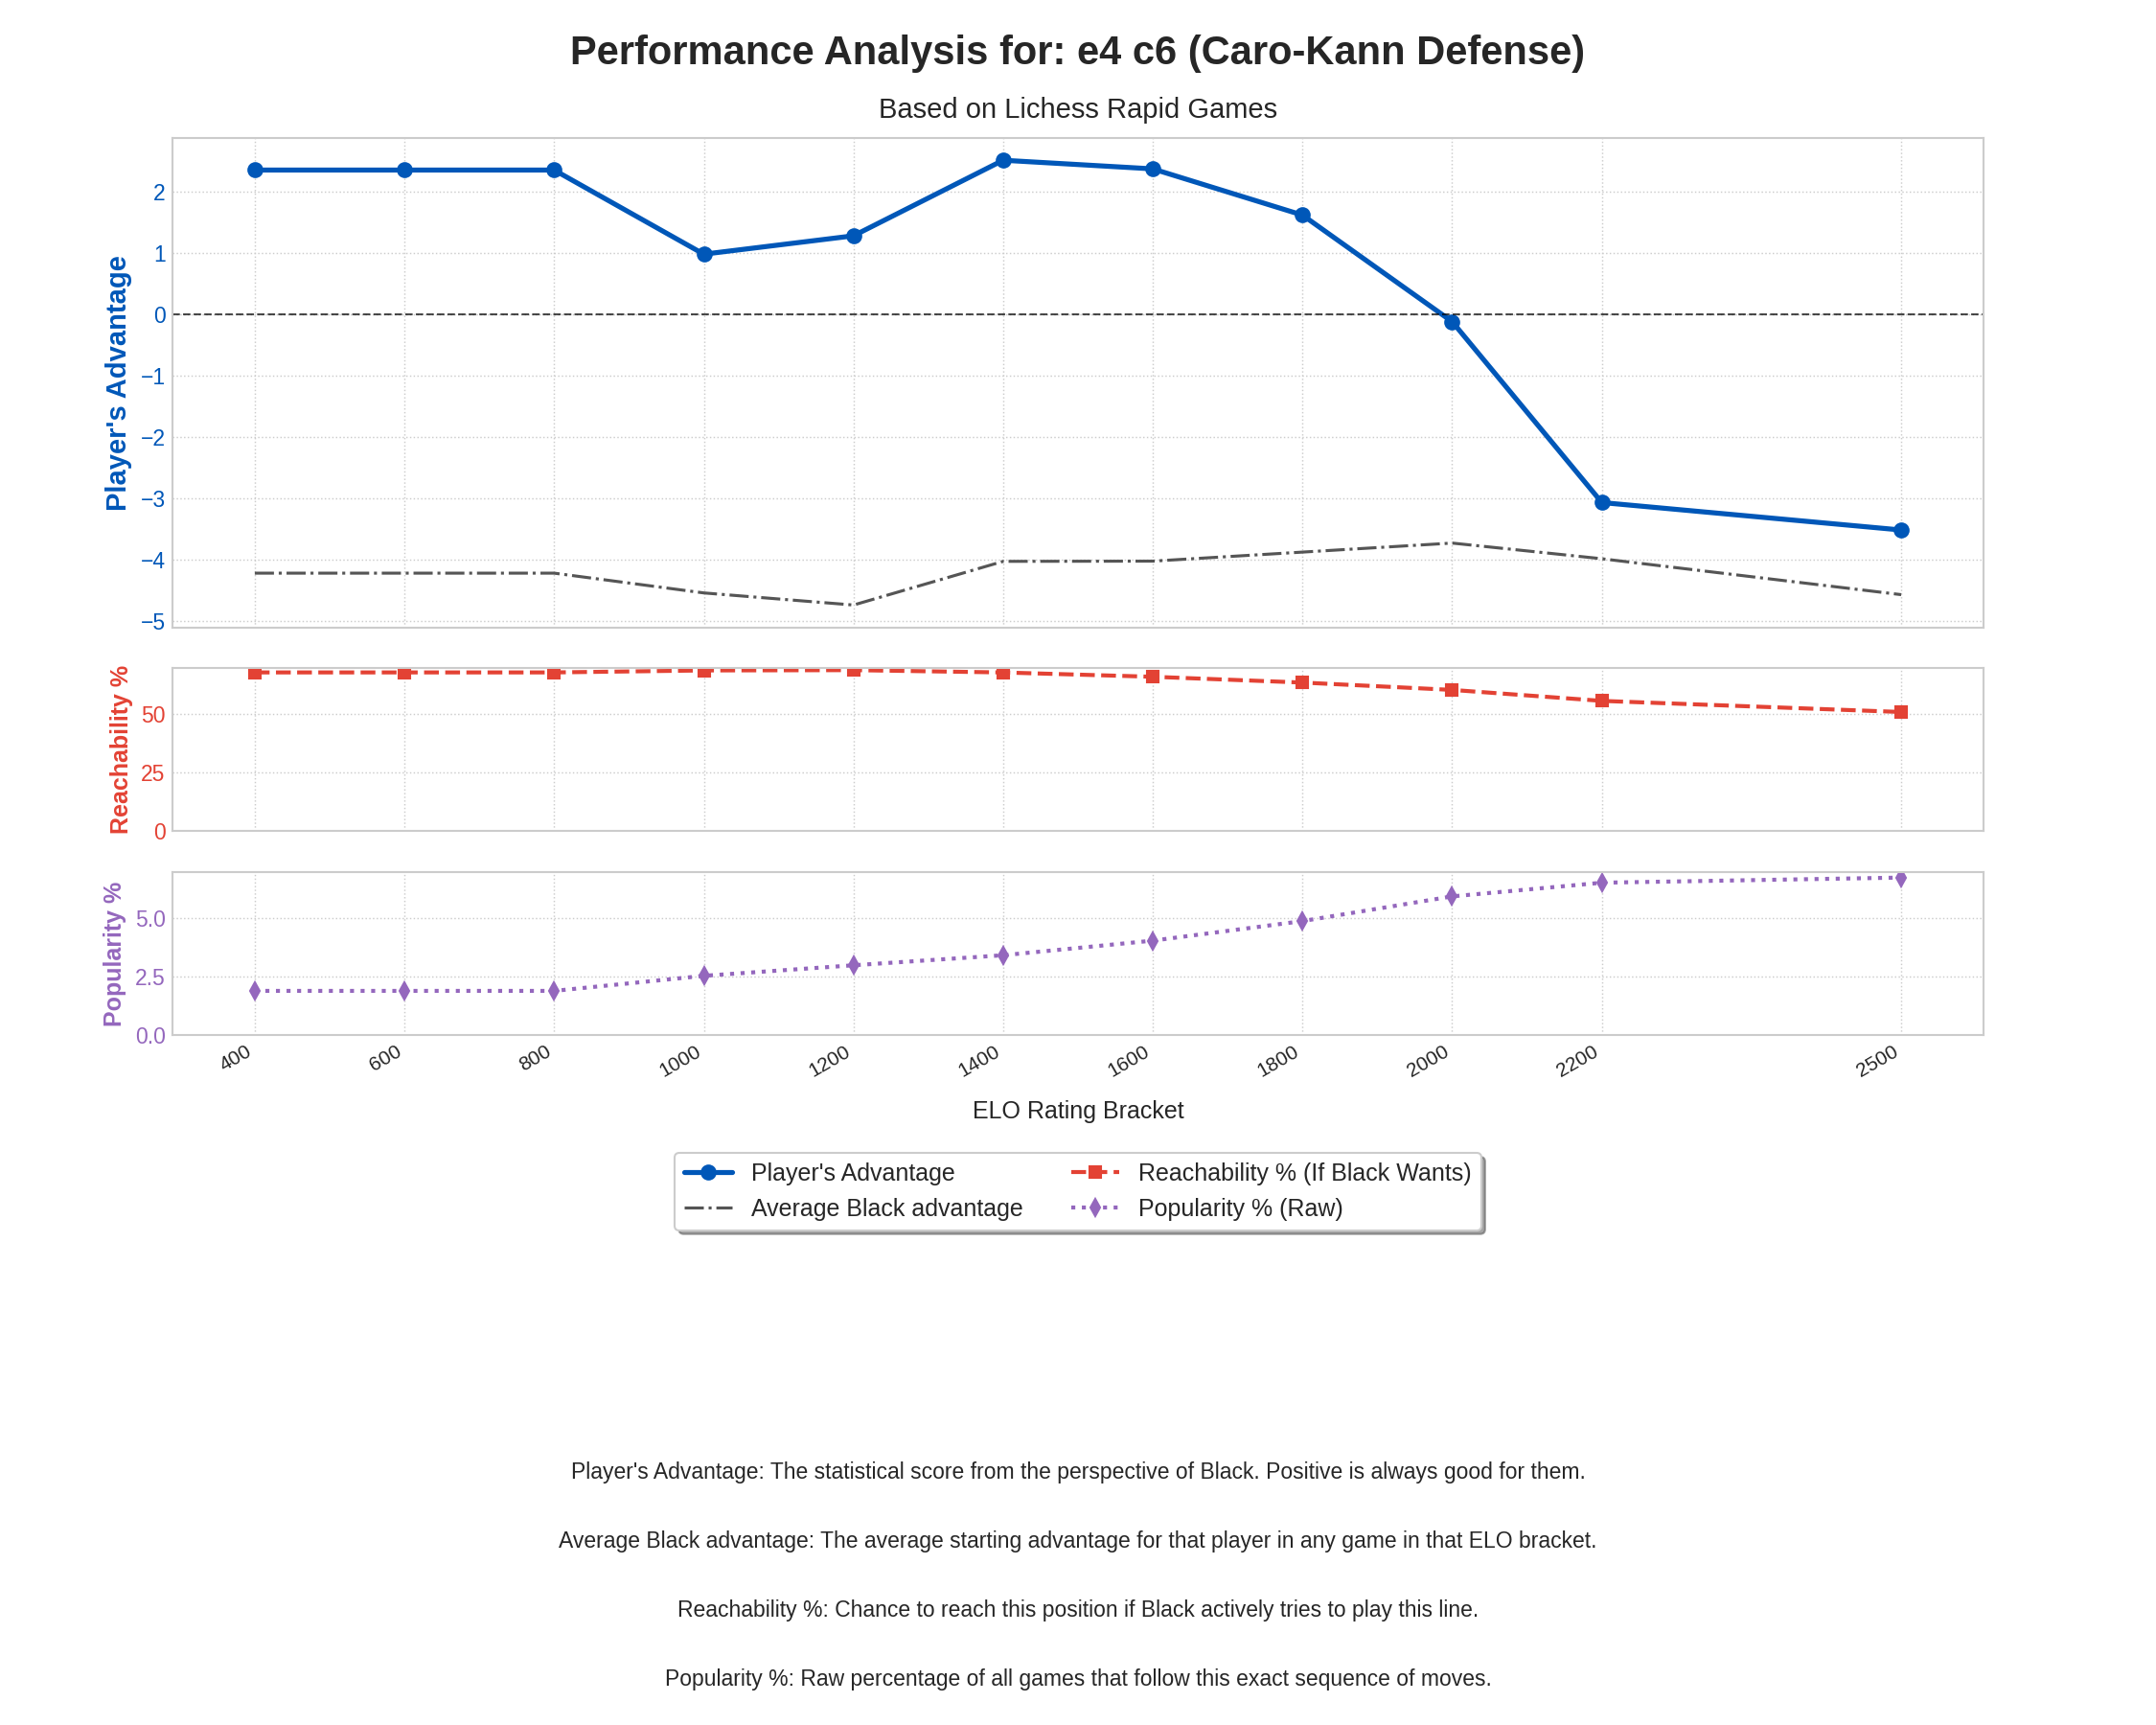 Performance Analysis for: e4 c6 (Caro-Kann Defense)
Based on Lichess Rapid Games
Player's Advantage
2
1
0
−1
−2
−3
−4
−5
Reachability %
50
25
0
Popularity %
5.0
2.5
0.0
400 600 800 1000 1200 1400 1600 1800 2000 2200 2500
ELO Rating Bracket
Player's Advantage
Average Black advantage
Reachability % (If Black Wants)
Popularity % (Raw)
Player's Advantage: The statistical score from the perspective of Black. Positive is always good for them.
Average Black advantage: The average starting advantage for that player in any game in that ELO bracket.
Reachability %: Chance to reach this position if Black actively tries to play this line.
Popularity %: Raw percentage of all games that follow this exact sequence of moves.